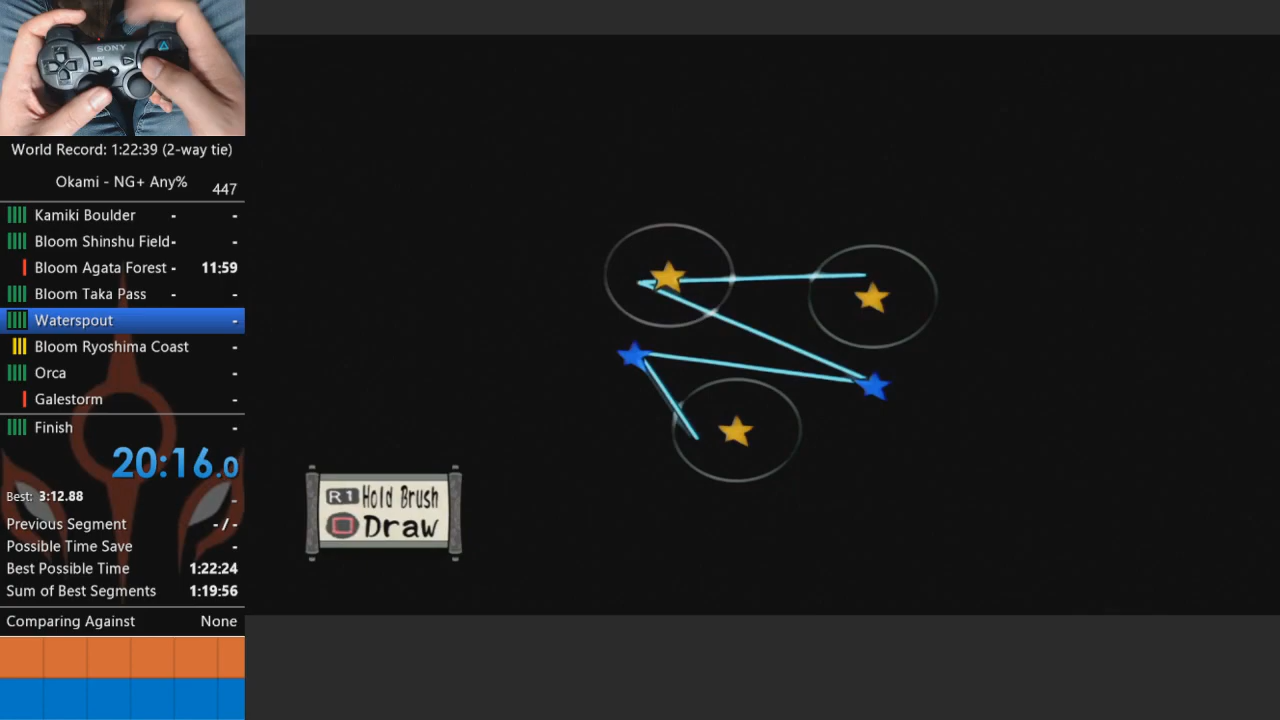 SONY
World Record: 1:22:39 (2-way tie)
Okami - NG+ Any% 447
Kamiki Boulder - -
Bloom Shinshu Field - -
Bloom Agata Forest - 11:59
Bloom Taka Pass - -
Waterspout -
Bloom Ryoshima Coast -
Orca -
Galestorm -
Finish -
20:16.0
Best: 3:12.88 -
Previous Segment - / -
Possible Time Save -
Best Possible Time 1:22:24
Sum of Best Segments 1:19:56
Comparing Against None
R1 Hold Brush
Draw